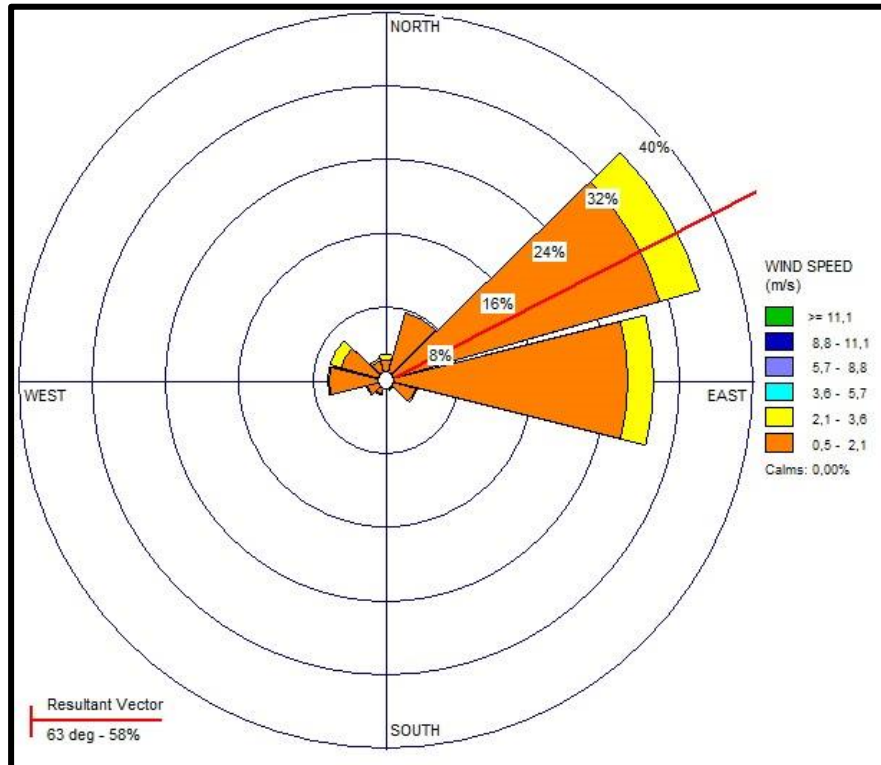 NORTH
40%
32%
24%
16%
8%
WEST
EAST
SOUTH
WIND SPEED
(m/s)
>= 11,1
8,8 - 11,1
5,7 - 8,8
3,6 - 5,7
2,1 - 3,6
0,5 - 2,1
Calms: 0,00%
Resultant Vector
63 deg - 58%